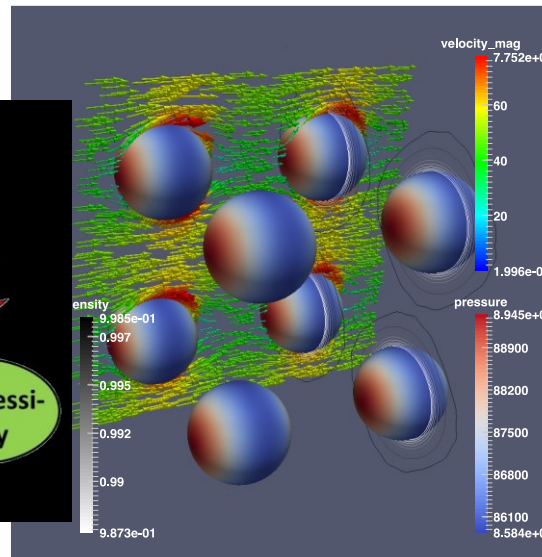 velocity_mag
7.752e+0
60
40
20
1.996e-0
ensity
9.985e-01
0.997
0.995
0.992
0.99
9.873e-01
pressure
8.945e+0
88900
88200
87500
86800
86100
8.584e+0
essi-
y